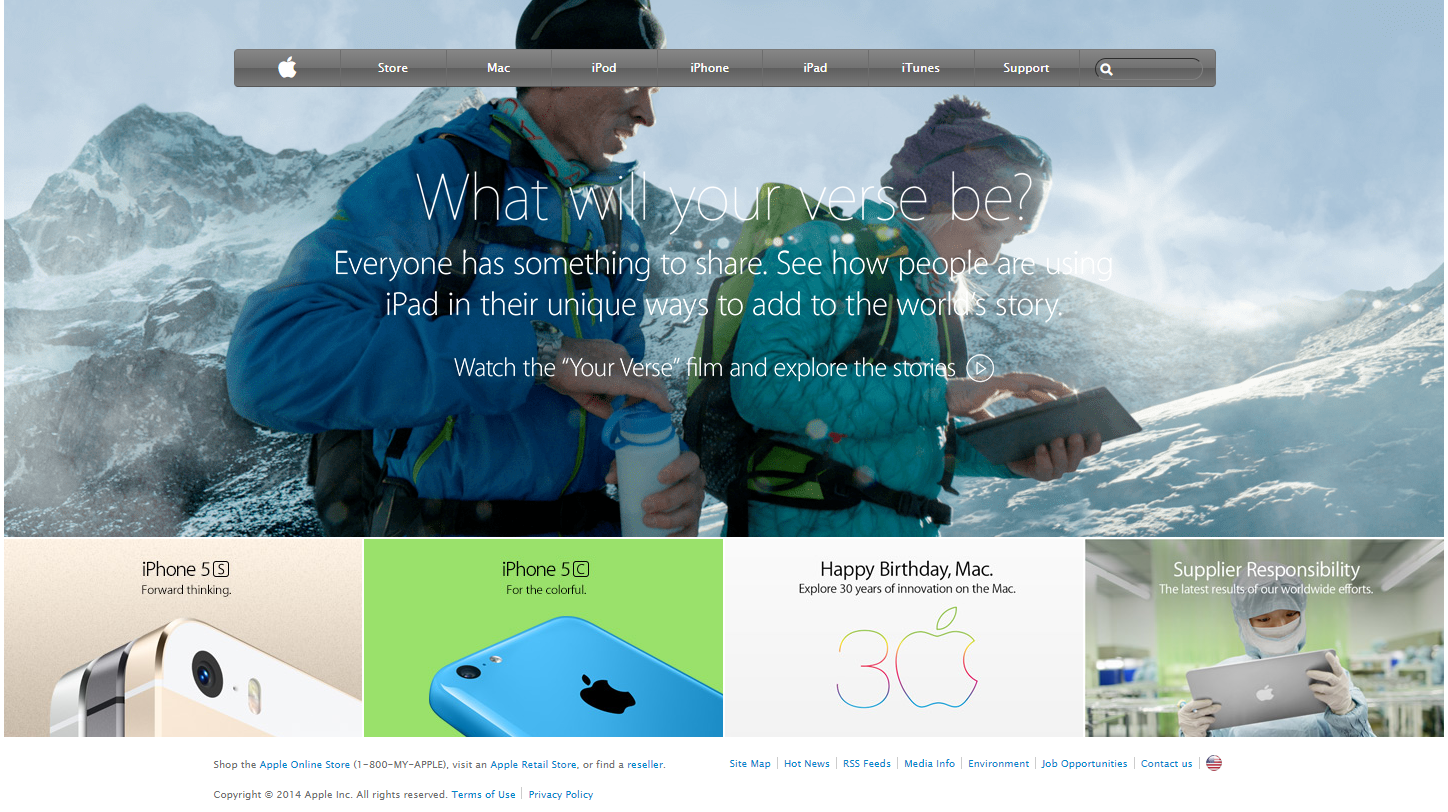 Store
Mac
iPod
iPhone
iPad
iTunes
Support
What will your verse be?
Everyone has something to share. See how people are using
iPad in their unique ways to add to the world's story.
Watch the “Your Verse” film and explore the stories
iPhone 5S
Forward thinking.
iPhone 5C
For the colorful.
Happy Birthday, Mac.
Explore 30 years of innovation on the Mac.
30
Supplier Responsibility
The latest results of our worldwide efforts.
Shop the Apple Online Store (1-800-MY-APPLE), visit an Apple Retail Store, or find a reseller.
Site Map | Hot News | RSS Feeds | Media Info | Environment | Job Opportunities | Contact us |
Copyright © 2014 Apple Inc. All rights reserved. Terms of Use | Privacy Policy